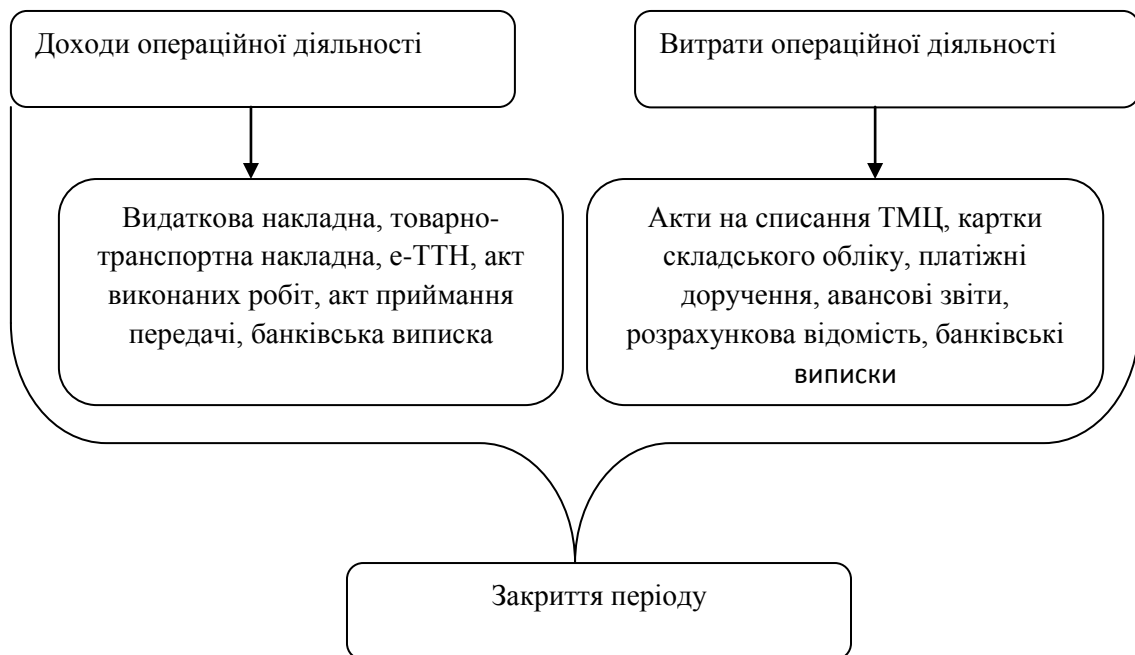 Доходи операційної діяльності
Витрати операційної діяльності
Видаткова накладна, товарно-
транспортна накладна, е-ТТН, акт
виконаних робіт, акт приймання
передачі, банківська виписка
Акти на списання ТМЦ, картки
складського обліку, платіжні
доручення, авансові звіти,
розрахункова відомість, банківські
виписки
Закриття періоду